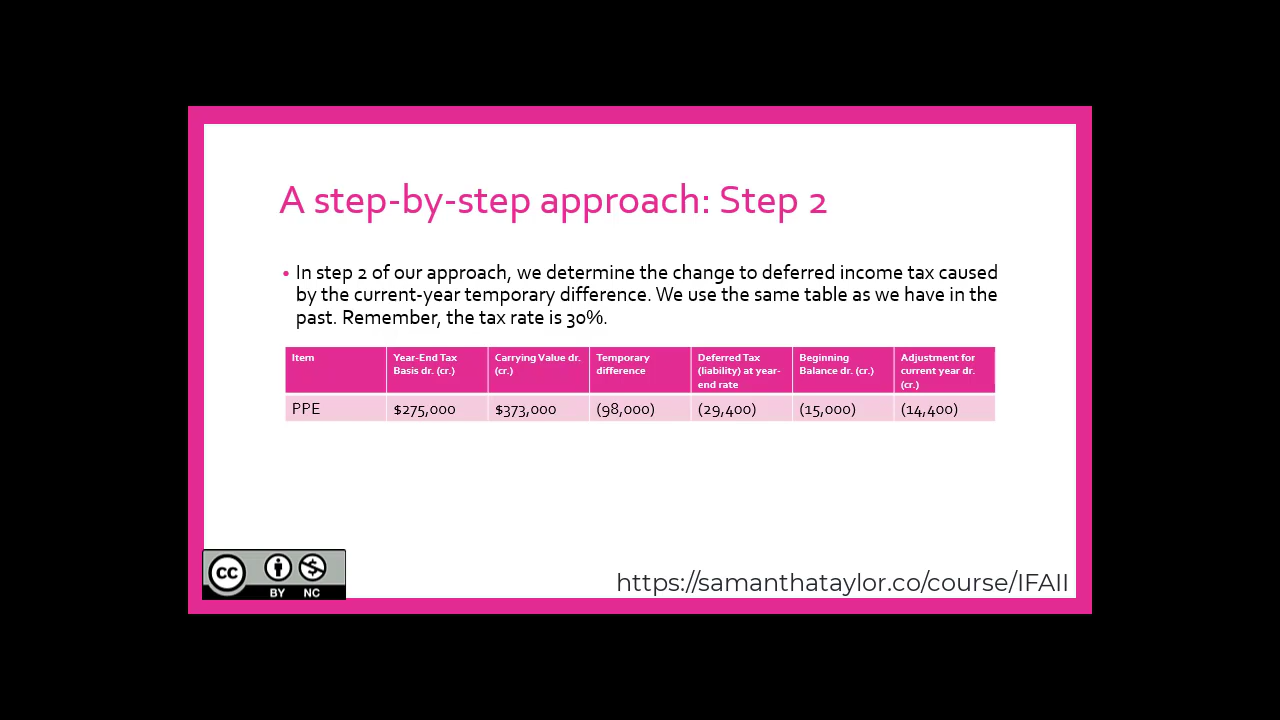 A step-by-step approach: Step 2
• In step 2 of our approach, we determine the change to deferred income tax caused
by the current-year temporary difference. We use the same table as we have in the
past. Remember, the tax rate is 30%.
Item
Year-End Tax
Basis dr. (cr.)
Carrying Value dr.
(cr.)
Temporary
difference
Deferred Tax
(liability) at year-
end rate
Beginning
Balance dr. (cr.)
Adjustment for
current year dr.
(cr.)
PPE $275,000 $373,000 (98,000) (29,400) (15,000) (14,400)
CC
BY NC
https://samanthataylor.co/course/IFAII